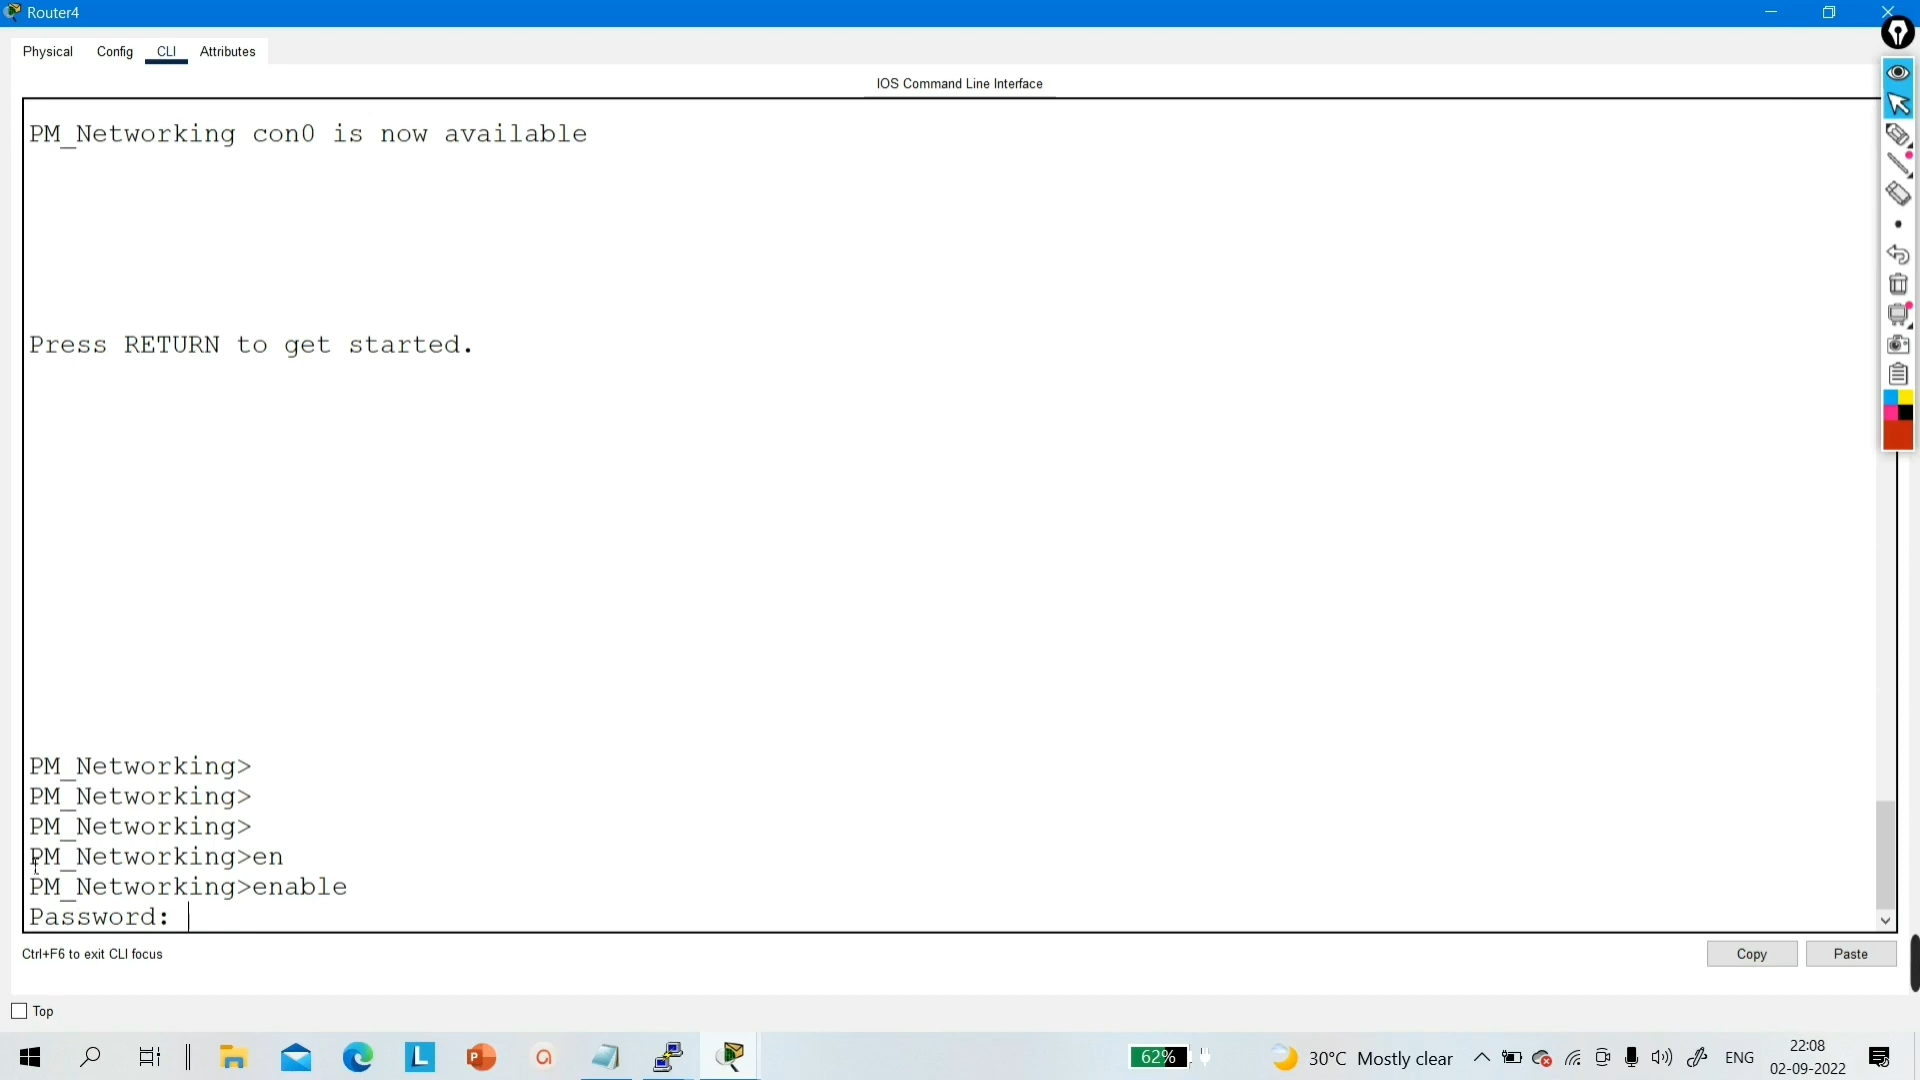 Router4
Physical Config CLI Attributes
IOS Command Line Interface
PM_Networking con0 is now available
Press RETURN to get started.
PM_Networking>
PM_Networking>
PM_Networking>
PM_Networking>en
PM_Networking>enable
Password:
Ctrl+F6 to exit CLI focus
Copy Paste
Top
62% 30°C Mostly clear ENG 22:08
02-09-2022